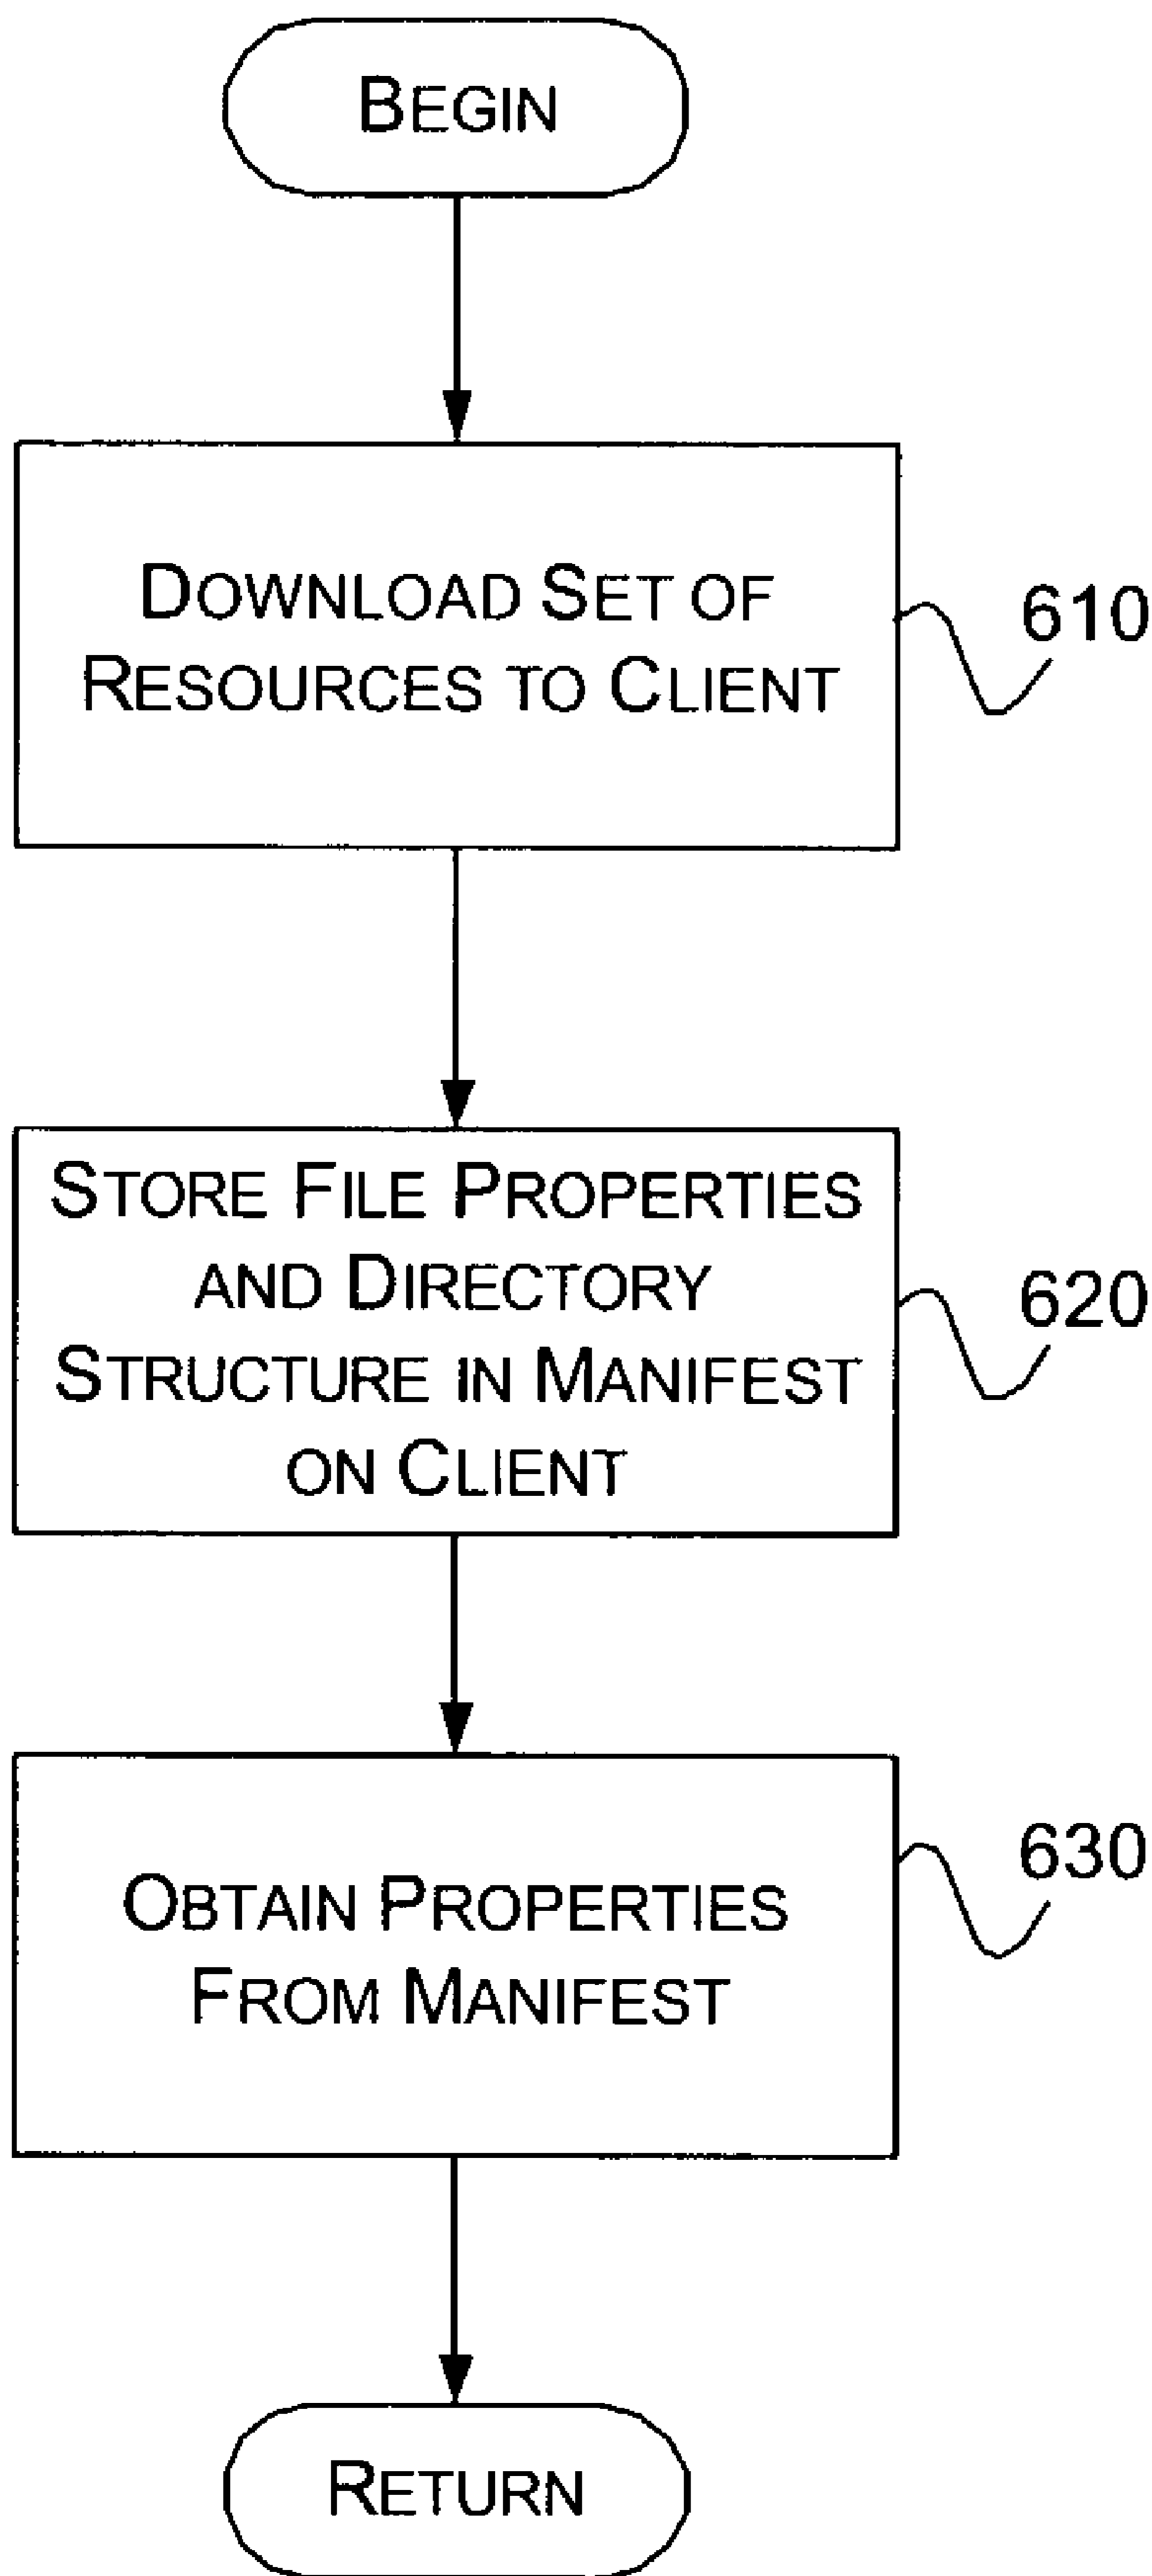 BEGIN
DOWNLOAD SET OF
RESOURCES TO CLIENT
610
STORE FILE PROPERTIES
AND DIRECTORY
STRUCTURE IN MANIFEST
ON CLIENT
620
OBTAIN PROPERTIES
FROM MANIFEST
630
RETURN